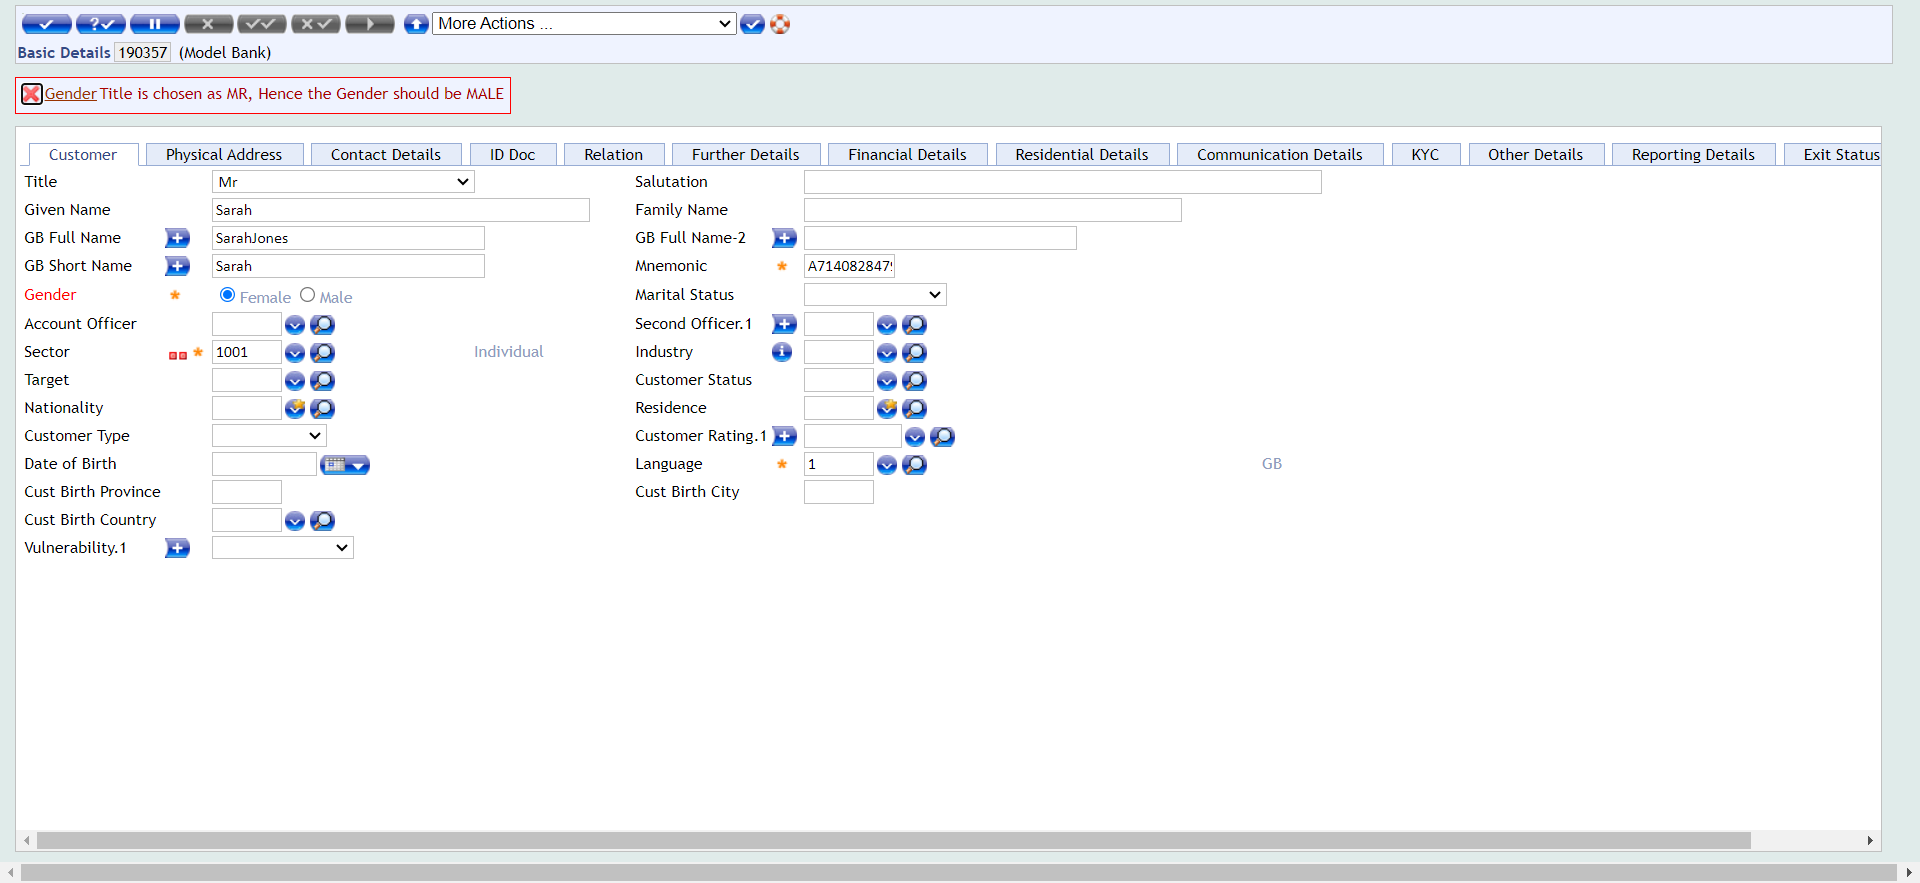 More Actions ...
Basic Details 190357 (Model Bank)
Gender Title is chosen as MR, Hence the Gender should be MALE
Customer Physical Address Contact Details ID Doc Relation Further Details Financial Details Residential Details Communication Details KYC Other Details Reporting Details Exit Status
Title Mr Salutation
Given Name Sarah Family Name
GB Full Name SarahJones GB Full Name-2
GB Short Name Sarah Mnemonic * A714082847
Gender * Female Male Marital Status
Account Officer Second Officer.1
Sector * 1001 Individual Industry
Target Customer Status
Nationality Residence
Customer Type Customer Rating.1
Date of Birth Language * 1 GB
Cust Birth Province Cust Birth City
Cust Birth Country
Vulnerability.1